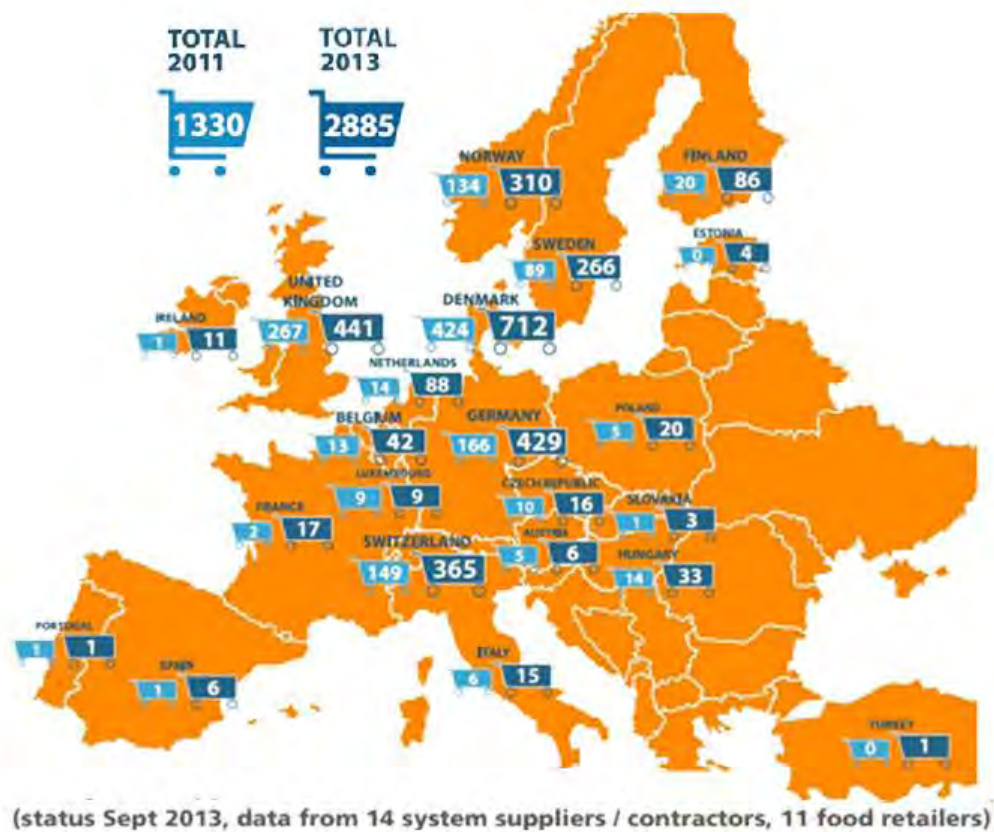 TOTAL
2011
TOTAL
2013
1330
2885
NORWAY
134
310
FINLAND
20
86
ESTONIA
0
4
SWEDEN
89
266
UNITED
KINGDOM
267
441
DENMARK
424
712
IRELAND
1
11
NETHERLANDS
14
88
BELGIUM
13
42
GERMANY
166
429
POLAND
5
20
LUXEMBOURG
9
9
CZECH REPUBLIC
10
16
SLOVAKIA
1
3
FRANCE
2
17
SWITZERLAND
149
365
AUSTRIA
5
6
HUNGARY
14
33
PORTUGAL
1
1
SPAIN
1
6
ITALY
6
15
TURKEY
0
1
(status Sept 2013, data from 14 system suppliers / contractors, 11 food retailers)